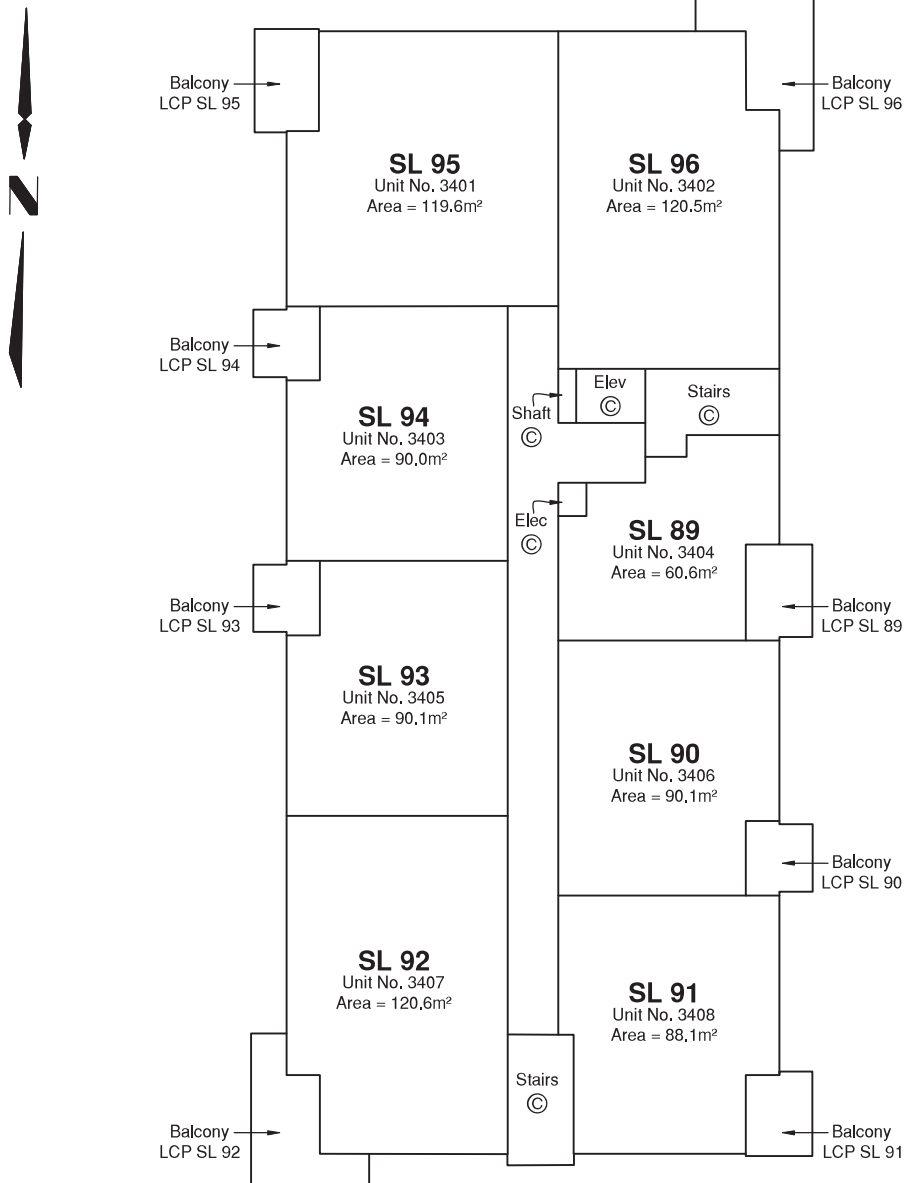 Balcony
LCP SL 95
Balcony
LCP SL 96
SL 95
Unit No. 3401
Area = 119.6m²
SL 96
Unit No. 3402
Area = 120.5m²
N
Balcony
LCP SL 94
Elev
©
Stairs
©
Shaft
©
SL 94
Unit No. 3403
Area = 90.0m²
Elec
©
SL 89
Unit No. 3404
Area = 60.6m²
Balcony
LCP SL 93
Balcony
LCP SL 89
SL 93
Unit No. 3405
Area = 90.1m²
SL 90
Unit No. 3406
Area = 90.1m²
Balcony
LCP SL 90
SL 92
Unit No. 3407
Area = 120.6m²
SL 91
Unit No. 3408
Area = 88.1m²
Stairs
©
Balcony
LCP SL 92
Balcony
LCP SL 91